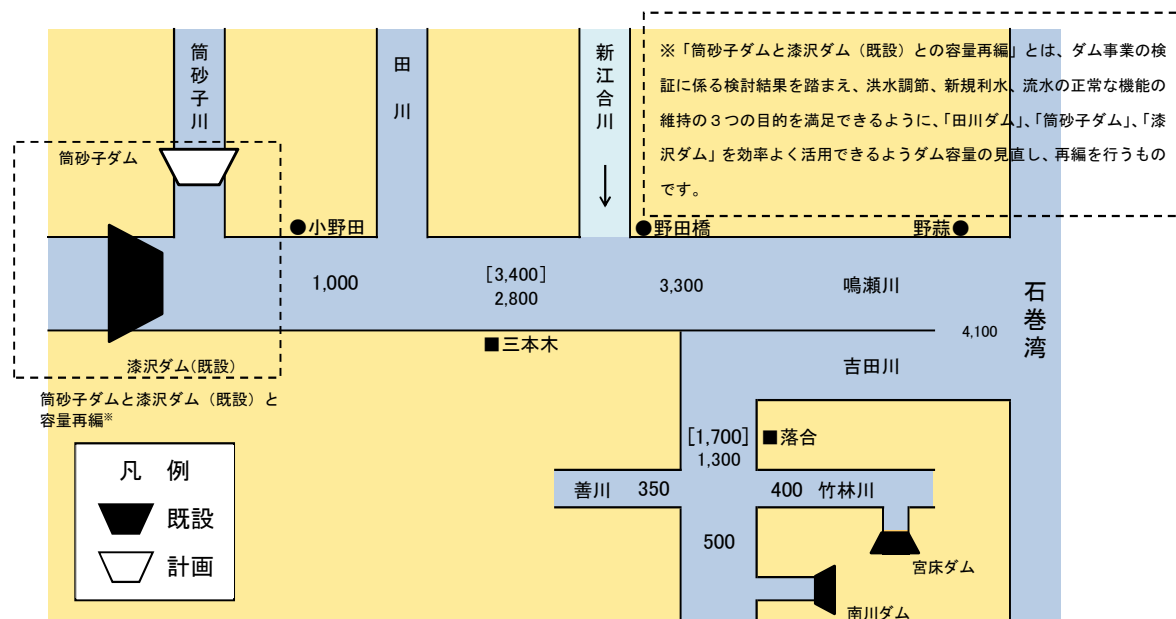 筒砂子川
田川
新江合川
※「筒砂子ダムと漆沢ダム（既設）との容量再編」とは、ダム事業の検
証に係る検討結果を踏まえ、洪水調節、新規利水、流水の正常な機能の
維持の３つの目的を満足できるように、「田川ダム」、「筒砂子ダム」、「漆
沢ダム」を効率よく活用できるようダム容量の見直し、再編を行うもの
です。
筒砂子ダム
●小野田
●野田橋
野蒜●
1,000
[3,400]
2,800
3,300
鳴瀬川
石巻湾
4,100
■三本木
漆沢ダム(既設)
吉田川
筒砂子ダムと漆沢ダム（既設）と
容量再編※
[1,700]
■落合
1,300
凡 例
既設
計画
善川
350
400
竹林川
500
宮床ダム
南川ダム